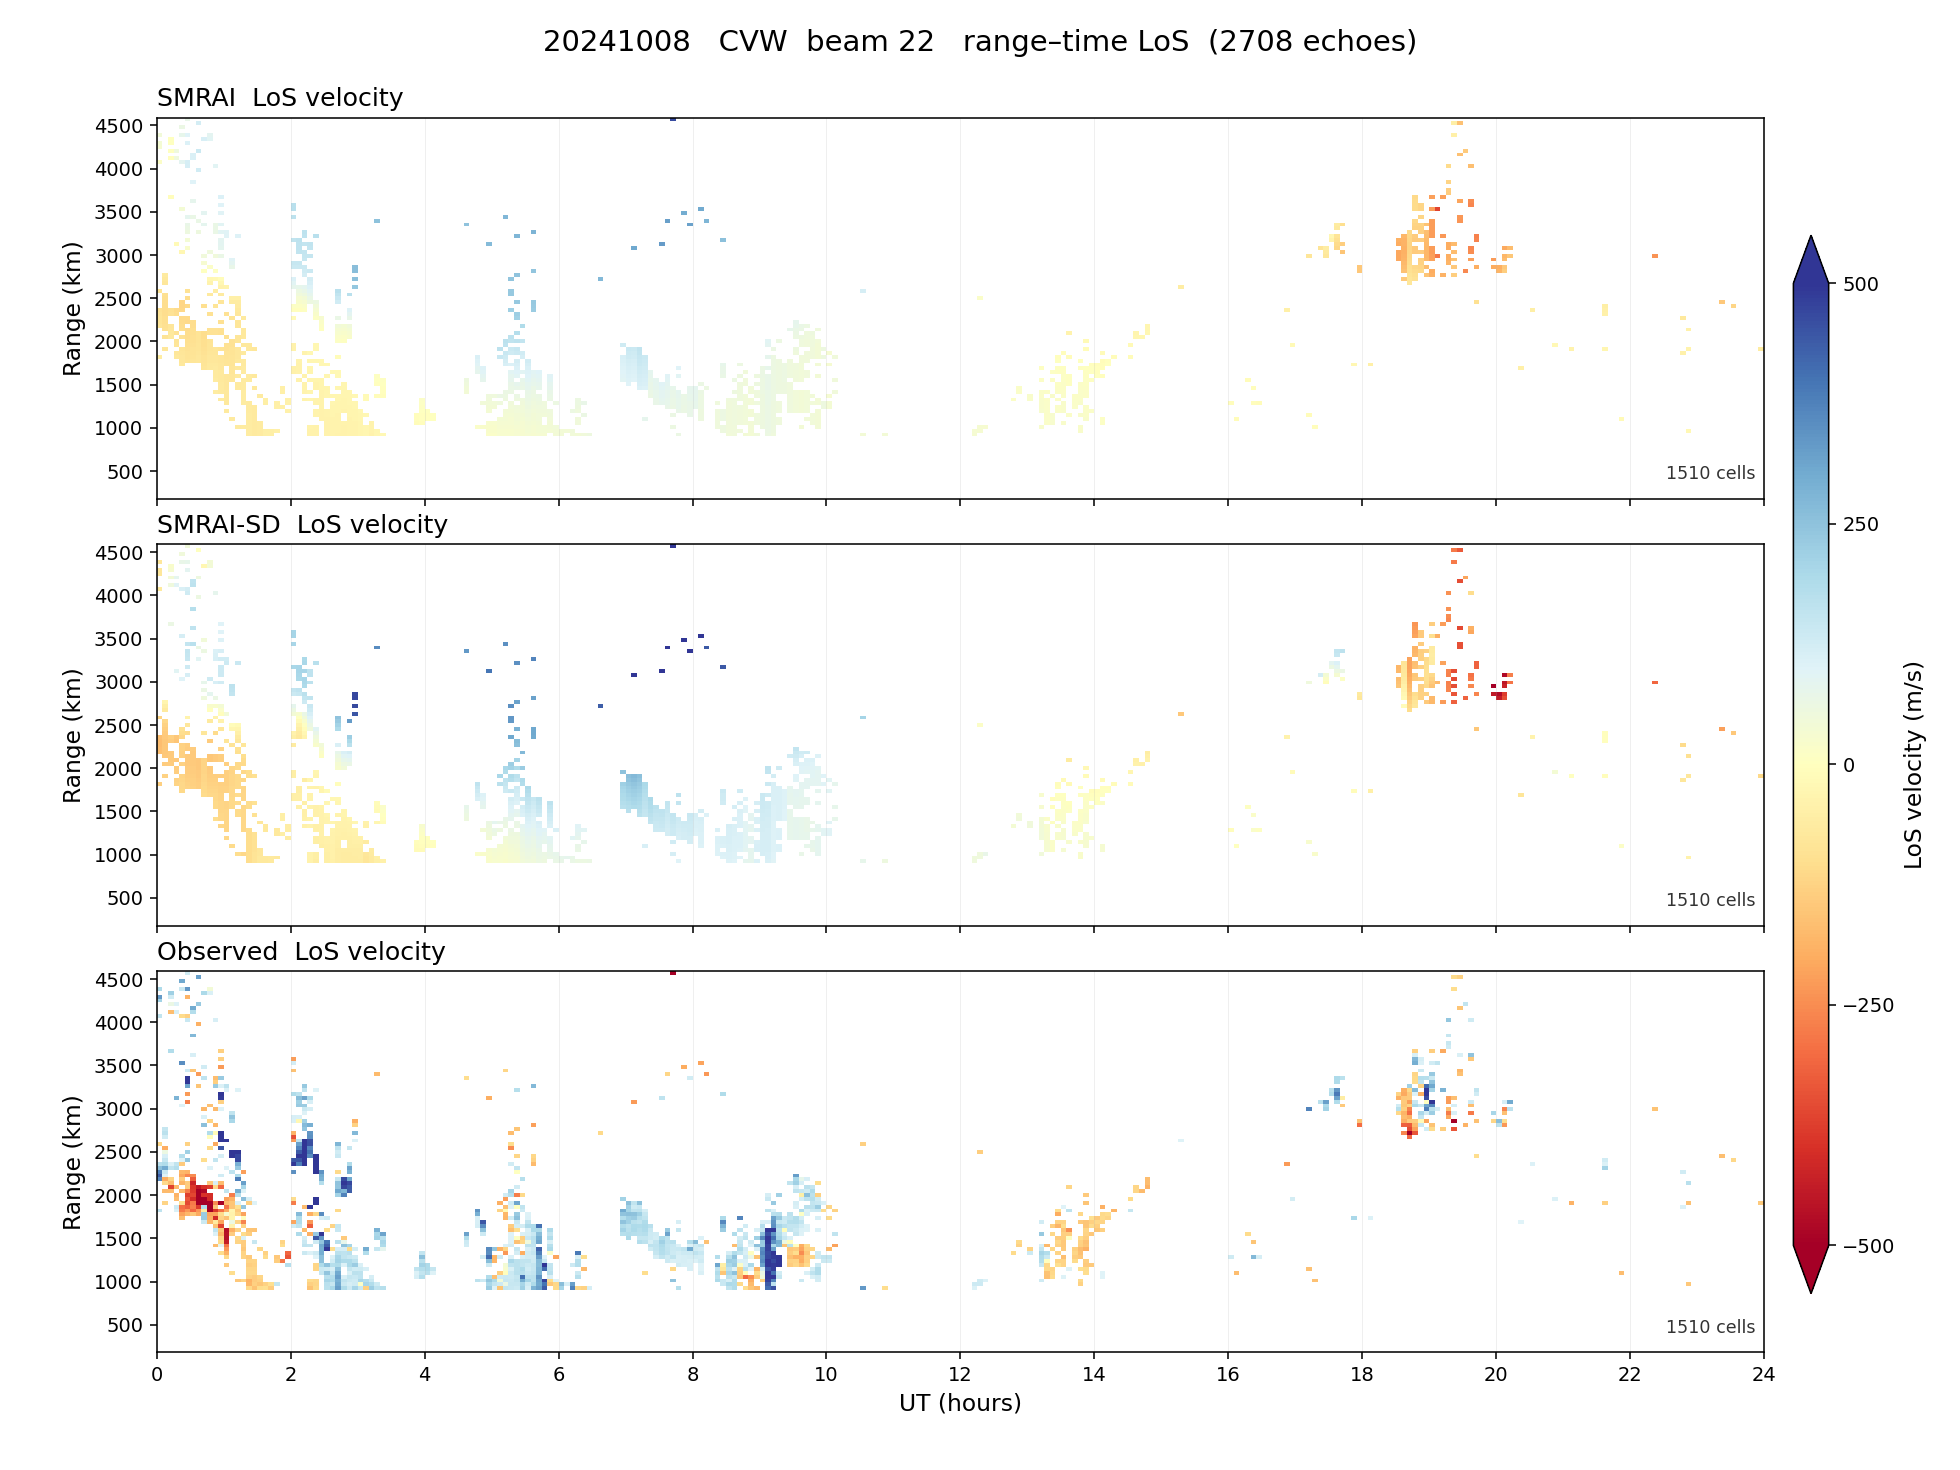 20241008   CVW  beam 22   range–time LoS  (2708 echoes)
SMRAI  LoS velocity
4500
4000
3500
3000
2500
2000
1500
1000
500
Range (km)
1510 cells
SMRAI-SD  LoS velocity
4500
4000
3500
3000
2500
2000
1500
1000
500
Range (km)
1510 cells
Observed  LoS velocity
4500
4000
3500
3000
2500
2000
1500
1000
500
Range (km)
1510 cells
0 2 4 6 8 10 12 14 16 18 20 22 24
UT (hours)
500
250
0
−250
−500
LoS velocity (m/s)